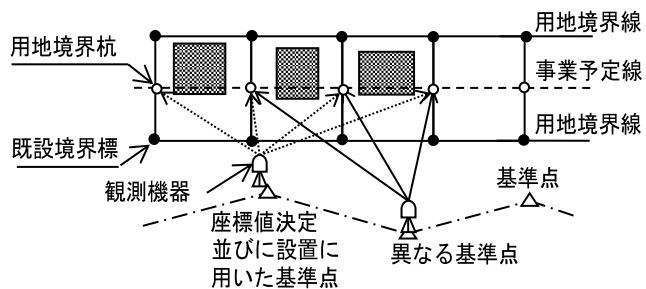 用地境界線
用地境界杭
事業予定線
用地境界線
既設境界標
観測機器
基準点
座標値決定
並びに設置に
用いた基準点
異なる基準点